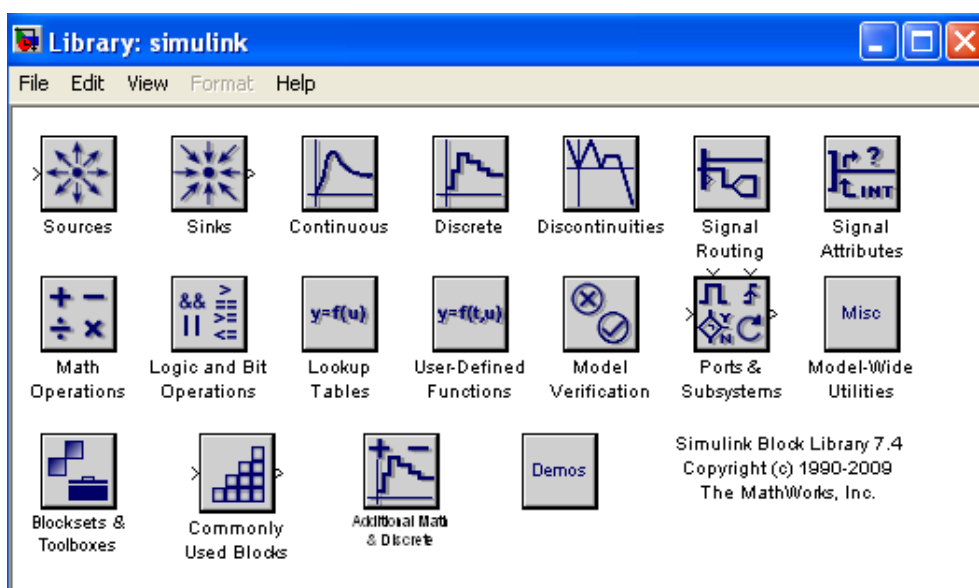 Library: simulink
File Edit View Format Help
Sources Sinks Continuous Discrete Discontinuities Signal Routing Signal Attributes
? INT
+ − ÷ × && || > == >= <= y=f(u) y=f(t,u) Y N Misc
Math Operations Logic and Bit Operations Lookup Tables User-Defined Functions Model Verification Ports & Subsystems Model-Wide Utilities
Demos
Simulink Block Library 7.4
Copyright (c) 1990-2009
The MathWorks, Inc.
Blocksets & Toolboxes Commonly Used Blocks Additional Math & Discrete